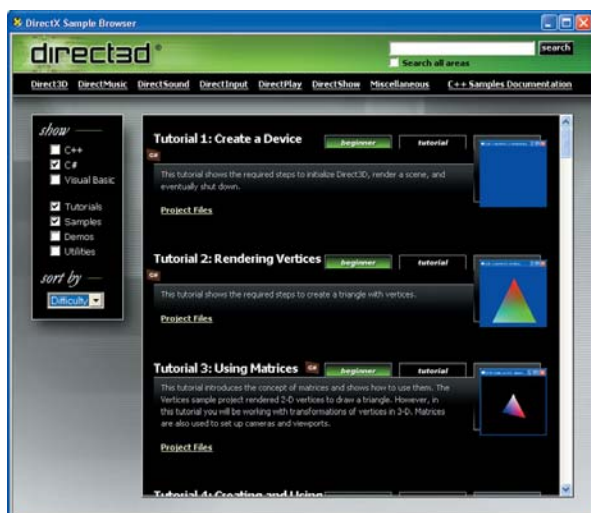 DirectX Sample Browser
direct3d®
search
Search all areas
Direct3D DirectMusic DirectSound DirectInput DirectPlay DirectShow Miscellaneous C++ Samples Documentation
show
C++
C#
Visual Basic
Tutorials
Samples
Demos
Utilities
sort by
Difficulty
Tutorial 1: Create a Device
beginner
tutorial
C#
This tutorial shows the required steps to initialize Direct3D, render a scene, and
eventually shut down.
Project Files
Tutorial 2: Rendering Vertices
beginner
tutorial
C#
This tutorial shows the required steps to create a triangle with vertices.
Project Files
Tutorial 3: Using Matrices
C#
beginner
tutorial
This tutorial introduces the concept of matrices and shows how to use them. The
Vertices sample project rendered 2-D vertices to draw a triangle. However, in
this tutorial you will be working with transformations of vertices in 3-D. Matrices
are also used to set up cameras and viewports.
Project Files
Tutorial 4: Creating and Using